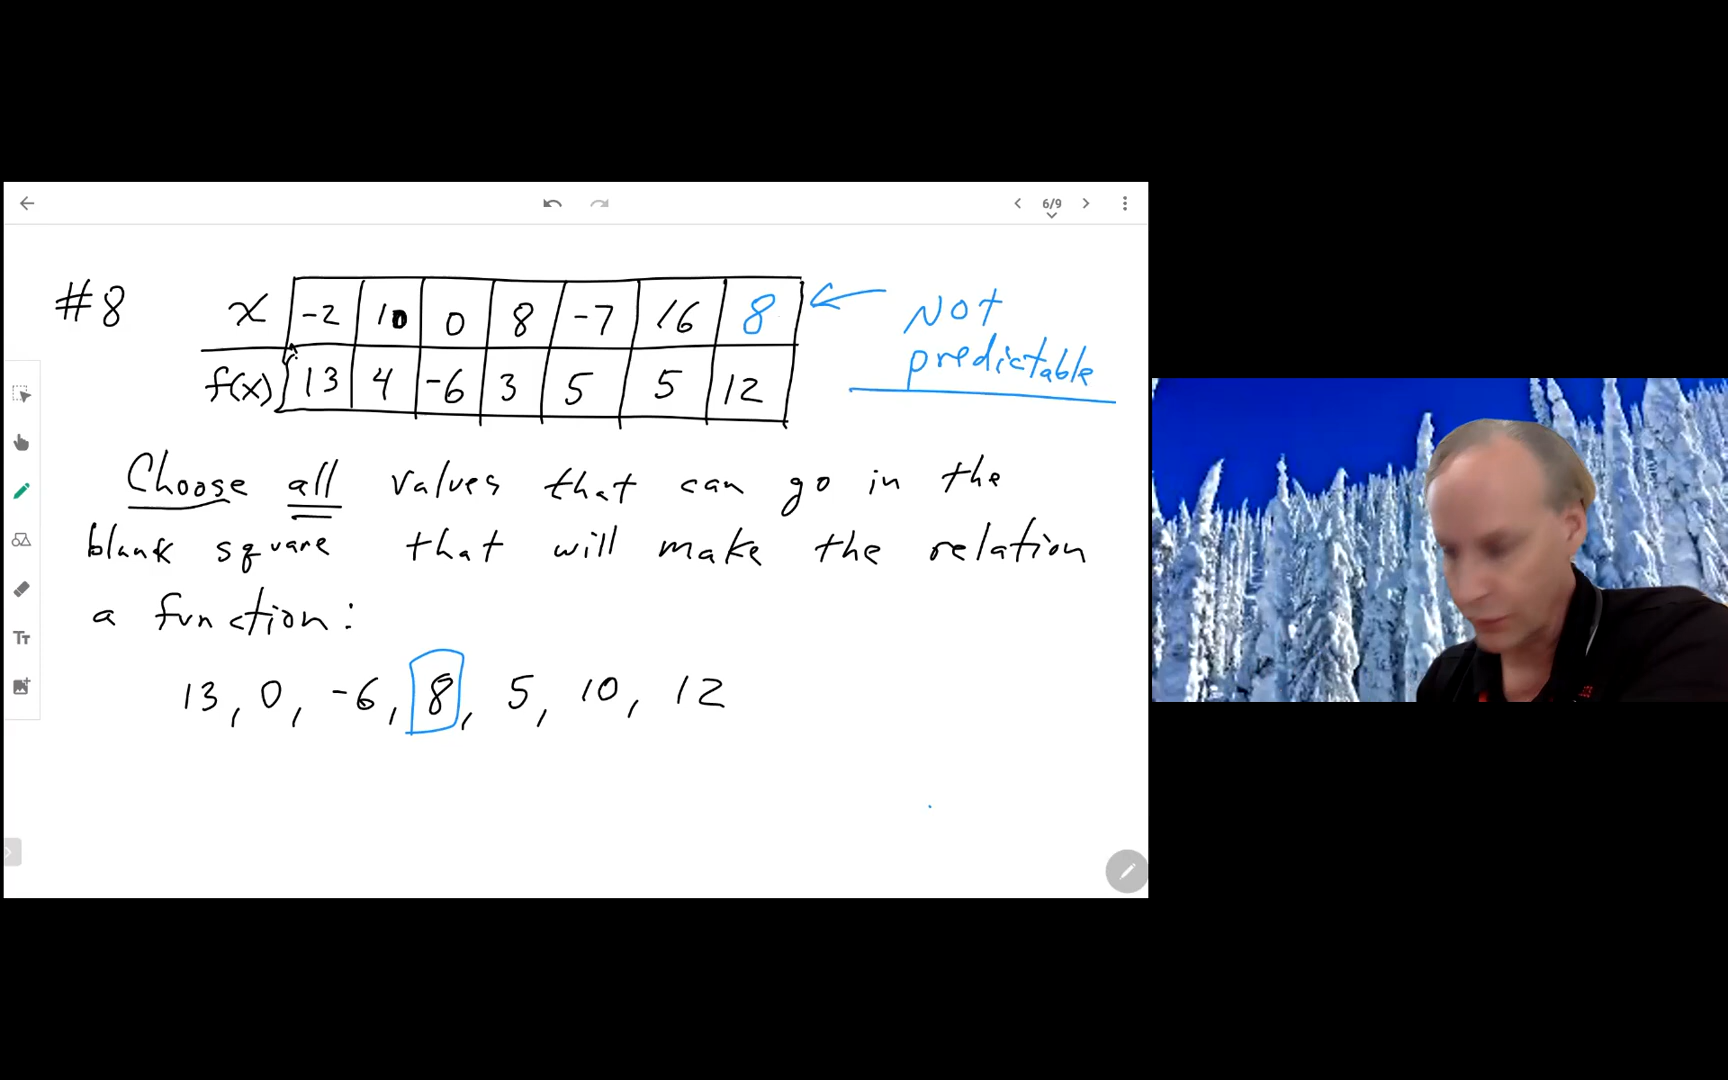 6/9
#8
x -2 10 0 8 -7 16 8
Not
predictable
f(x) 13 4 -6 3 5 5 12
Choose all values that can go in the
blank square that will make the relation
a function:
13, 0, -6, 8, 5, 10, 12
Tт